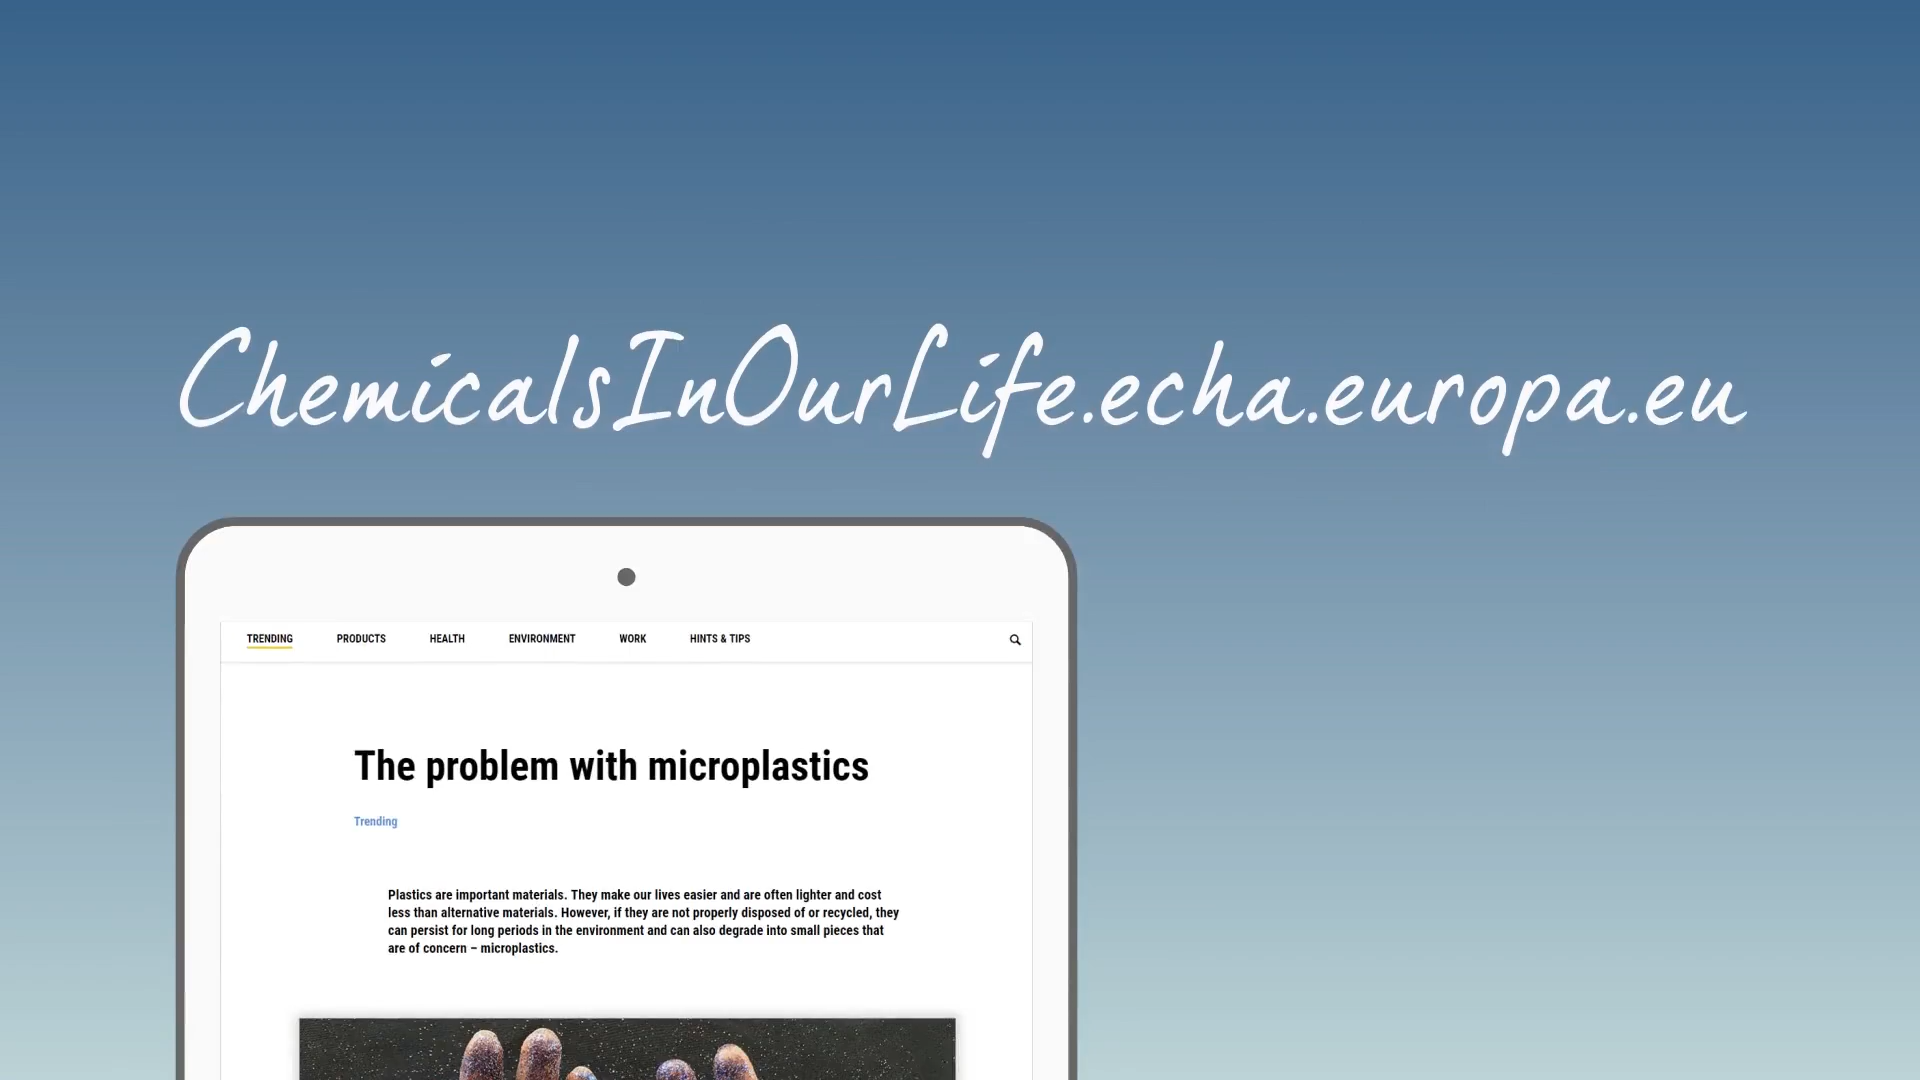 ChemicalsInOurLife.echa.europa.eu
TRENDING PRODUCTS HEALTH ENVIRONMENT WORK HINTS & TIPS
The problem with microplastics
Trending
Plastics are important materials. They make our lives easier and are often lighter and cost
less than alternative materials. However, if they are not properly disposed of or recycled, they
can persist for long periods in the environment and can also degrade into small pieces that
are of concern – microplastics.